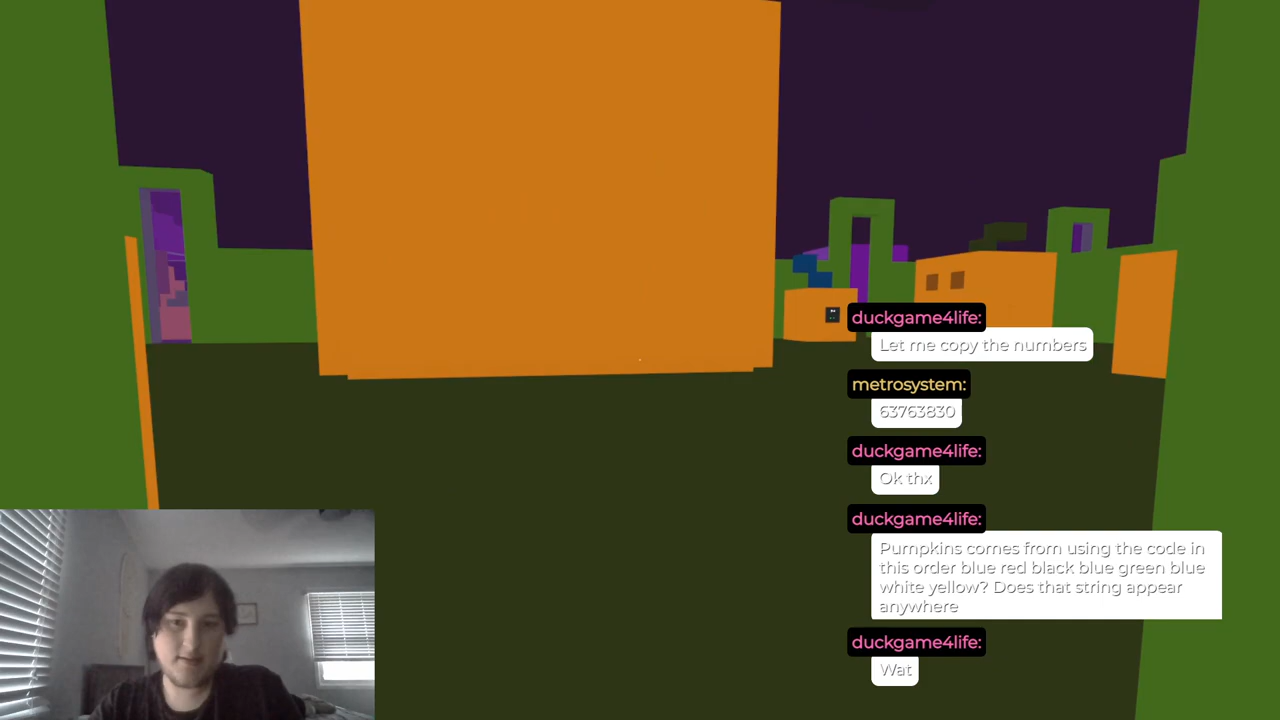 duckgame4life:
Let me copy the numbers
metrosystem:
63763830
duckgame4life:
Ok thx
duckgame4life:
Pumpkins comes from using the code in
this order blue red black blue green blue
white yellow? Does that string appear
anywhere
duckgame4life:
Wat